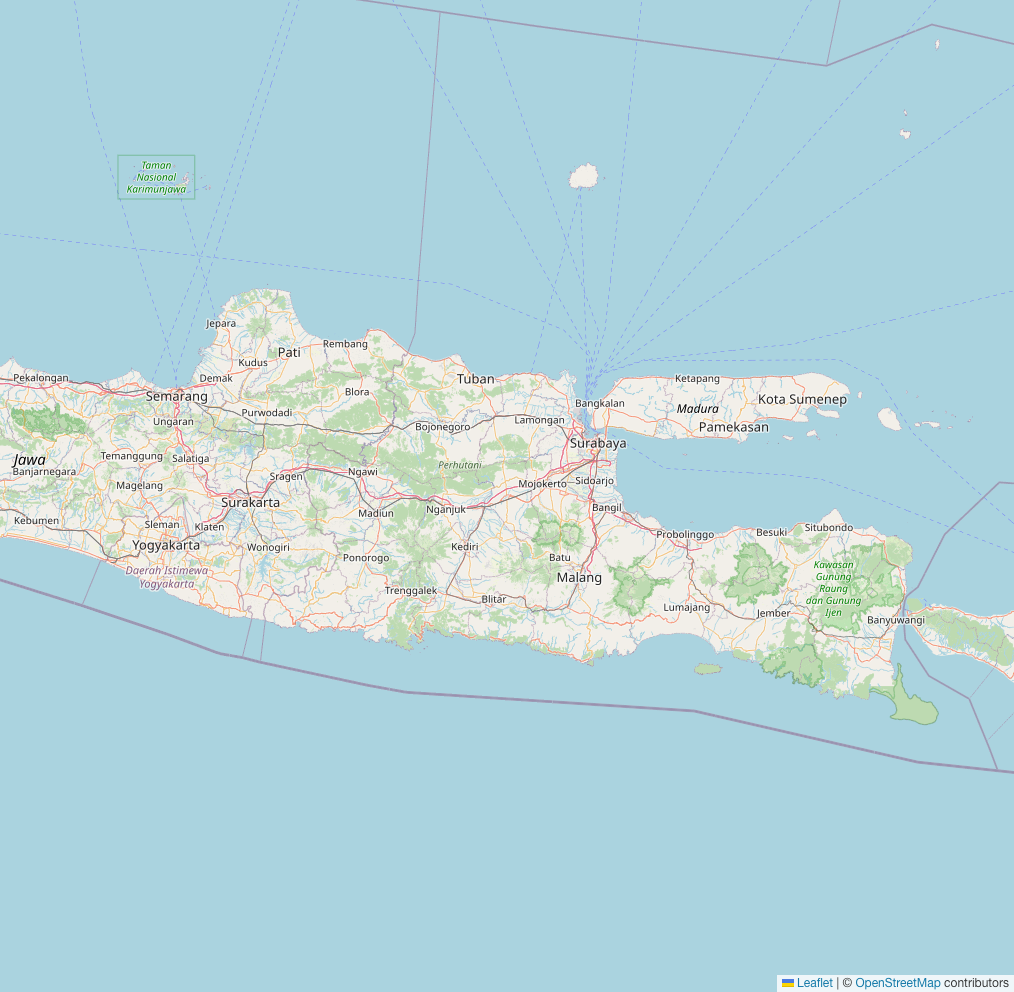 Taman
Nasional
Karimunjawa
Jepara
Rembang
Pati
Kudus
Pekalongan
Demak
Tuban
Ketapang
Semarang
Blora
Kota Sumenep
Bangkalan
Madura
Purwodadi
Ungaran
Lamongan
Bojonegoro
Pamekasan
Surabaya
Temanggung
Salatiga
Jawa
Perhutani
Banjarnegara
Ngawi
Sragen
Sidoarjo
Magelang
Mojokerto
Surakarta
Bangil
Nganjuk
Madiun
Kebumen
Sleman
Klaten
Situbondo
Besuki
Probolinggo
Yogyakarta
Wonogiri
Kediri
Ponorogo
Batu
Kawasan
Gunung
Raung
dan Gunung
Ijen
Daerah Istimewa
Yogyakarta
Malang
Trenggalek
Blitar
Lumajang
Jember
Banyuwangi
Leaflet | © OpenStreetMap contributors